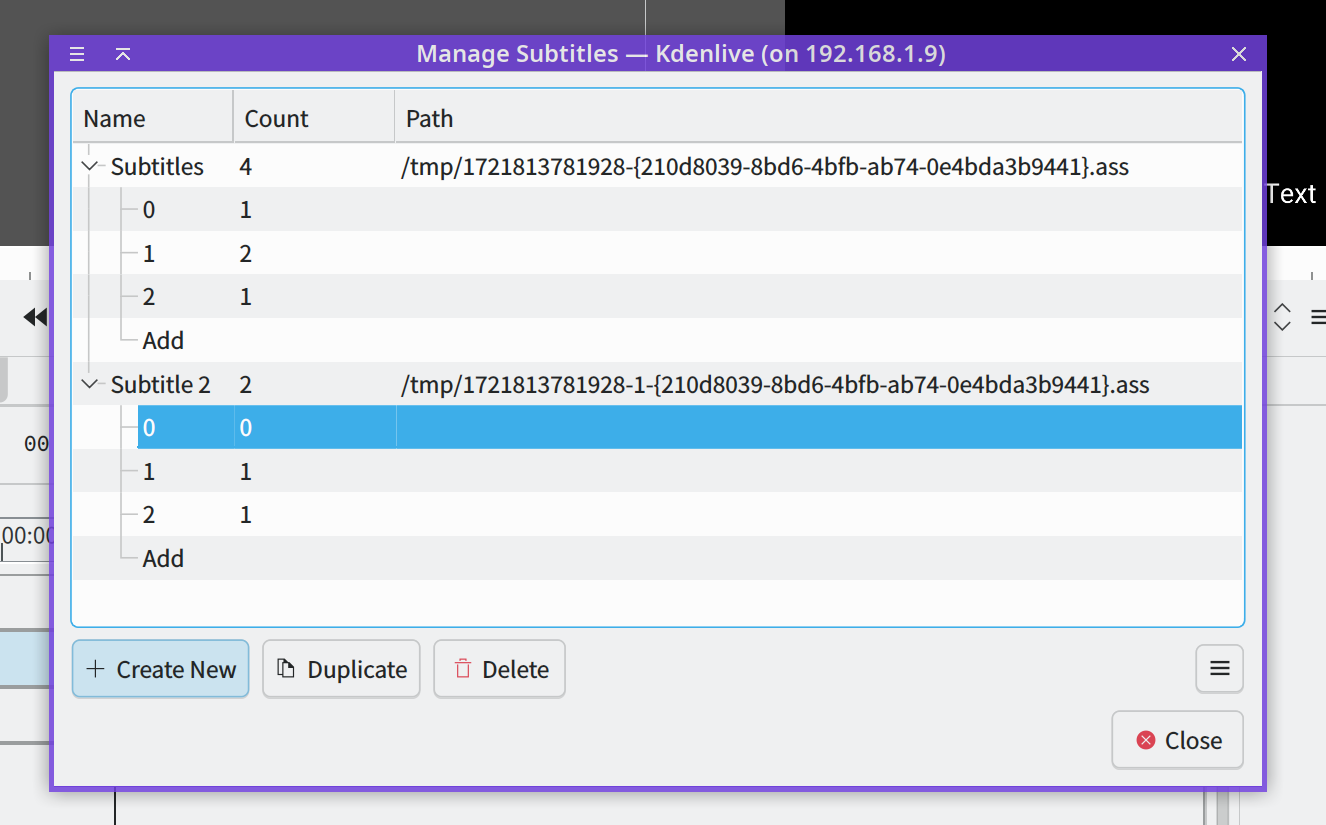 Manage Subtitles — Kdenlive (on 192.168.1.9)
Name Count Path
Subtitles 4 /tmp/1721813781928-{210d8039-8bd6-4bfb-ab74-0e4bda3b9441}.ass
0 1
Text
1 2
2 1
Add
Subtitle 2 2 /tmp/1721813781928-1-{210d8039-8bd6-4bfb-ab74-0e4bda3b9441}.ass
0 0
00
1 1
2 1
00:00
Add
Create New Duplicate Delete
Close